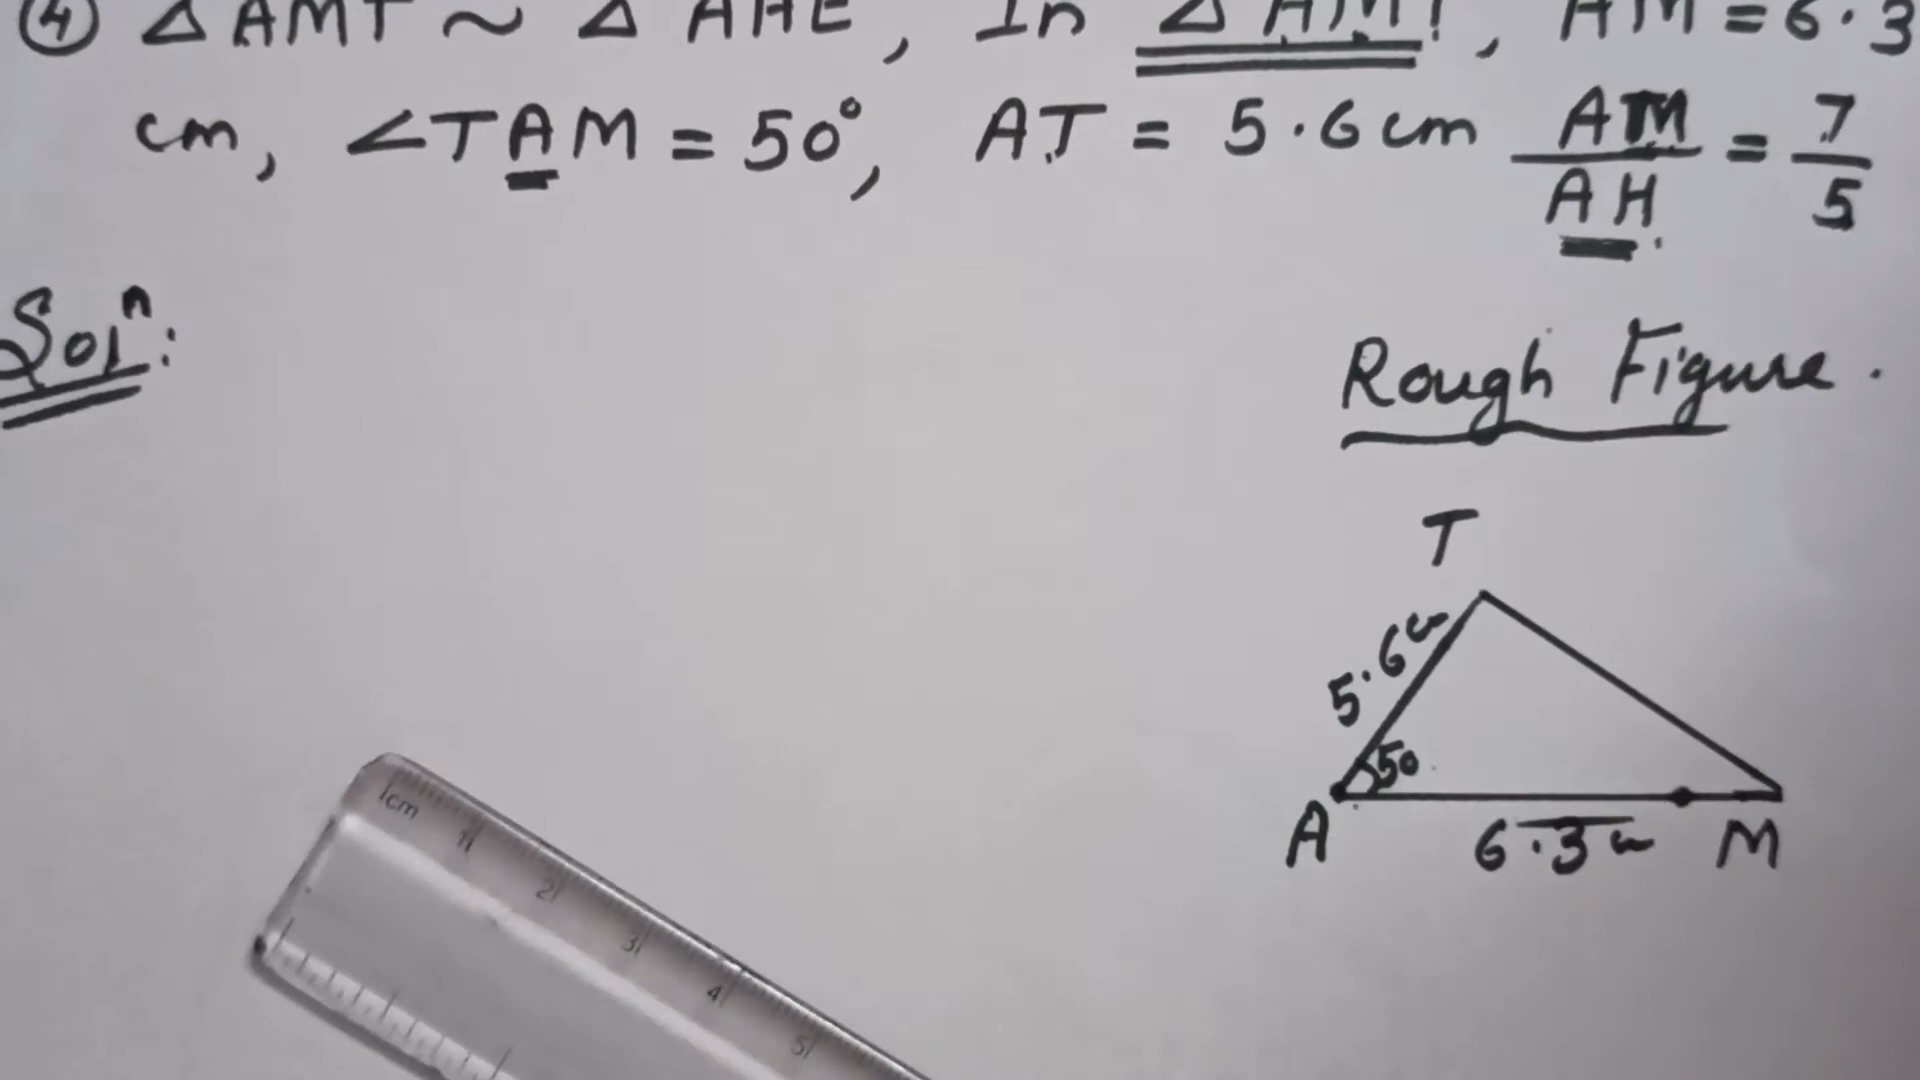 ④ △AMT ~ △AHE, In △AMT, AM = 6.3
cm, ∠TAM = 50°, AT = 5.6 cm AM/AH = 7/5
Solⁿ:
Rough Figure.
T
5.6cm
50
A 6.3cm M
1cm 1 2 3 4 5